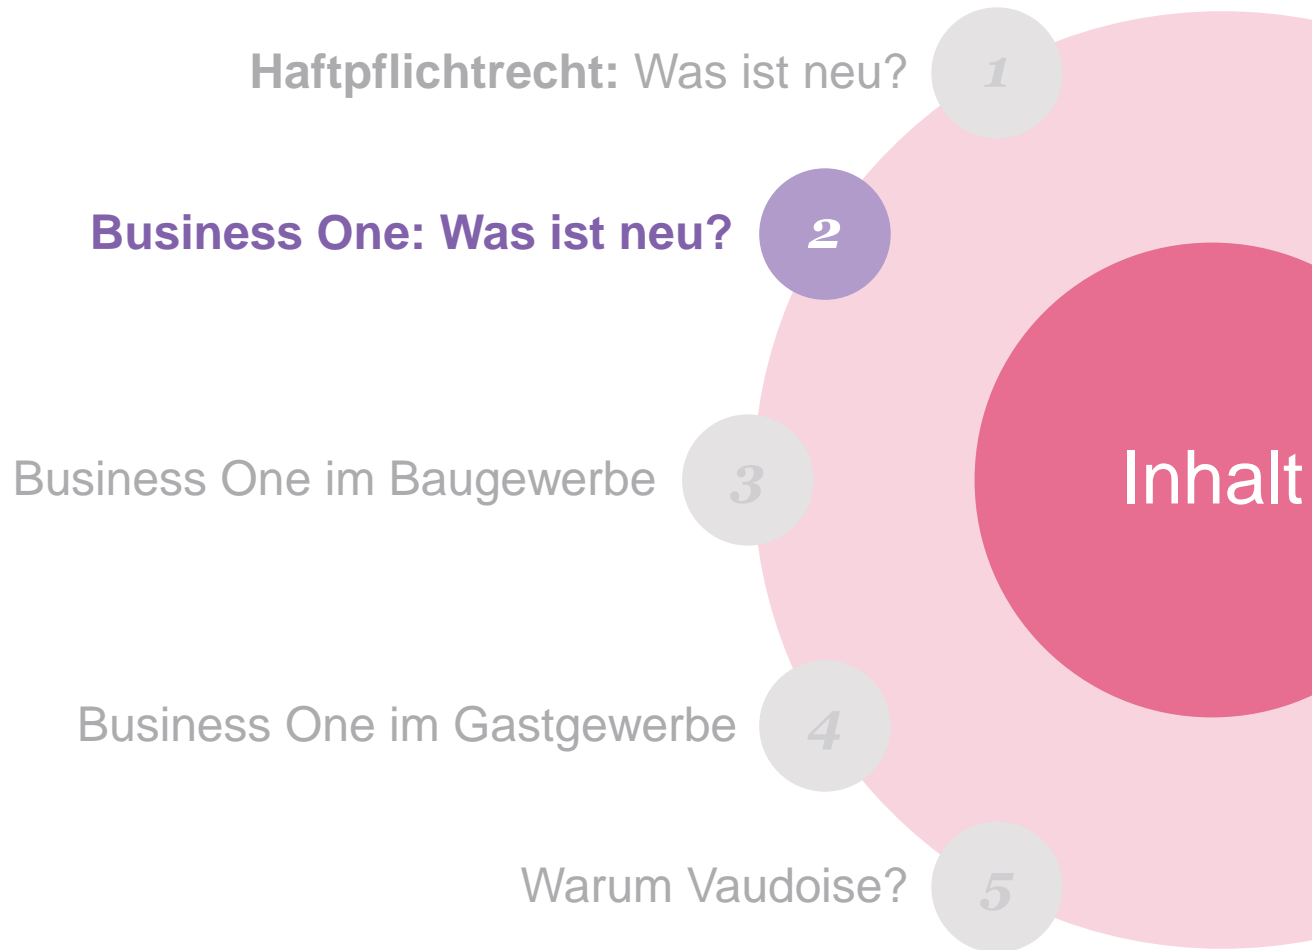 Haftpflichtrecht: Was ist neu? 1
Business One: Was ist neu? 2
Business One im Baugewerbe 3
Inhalt
Business One im Gastgewerbe 4
Warum Vaudoise? 5